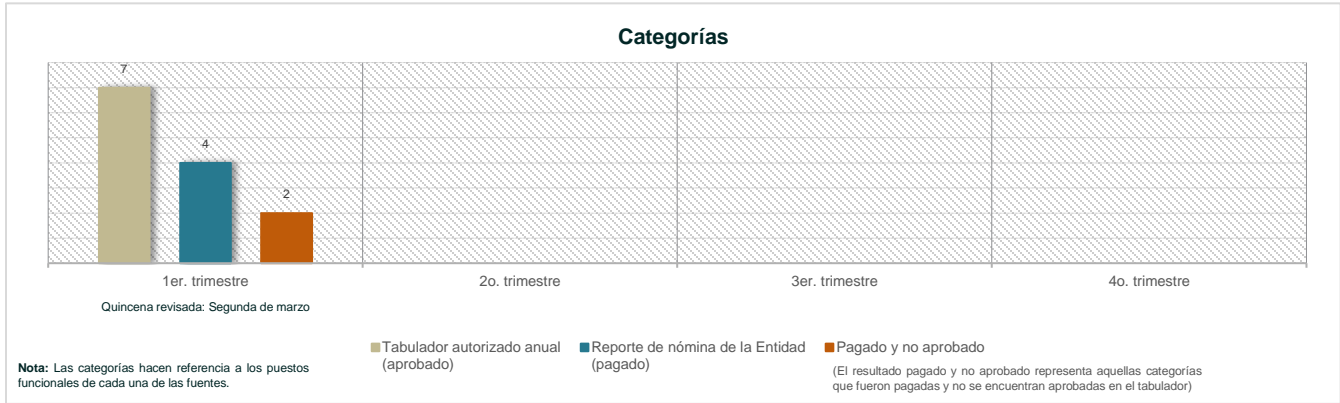 Categorías
7
4
2
1er. trimestre
2o. trimestre
3er. trimestre
4o. trimestre
Quincena revisada: Segunda de marzo
Tabulador autorizado anual
(aprobado)
Reporte de nómina de la Entidad
(pagado)
Pagado y no aprobado
(El resultado pagado y no aprobado representa aquellas categorías
que fueron pagadas y no se encuentran aprobadas en el tabulador)
Nota: Las categorías hacen referencia a los puestos
funcionales de cada una de las fuentes.